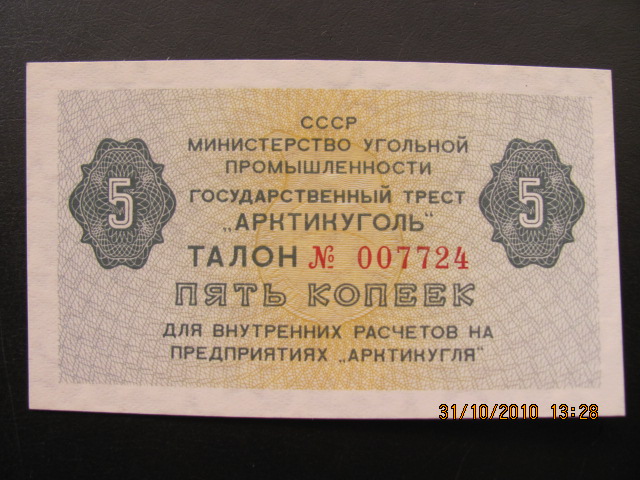 СССР
МИНИСТЕРСТВО УГОЛЬНОЙ
ПРОМЫШЛЕННОСТИ
ГОСУДАРСТВЕННЫЙ ТРЕСТ
„АРКТИКУГОЛЬ"
5 5
ТАЛОН № 007724
ПЯТЬ КОПЕЕК
ДЛЯ ВНУТРЕННИХ РАСЧЕТОВ НА
ПРЕДПРИЯТИЯХ „АРКТИКУГЛЯ"
31/10/2010 13:28